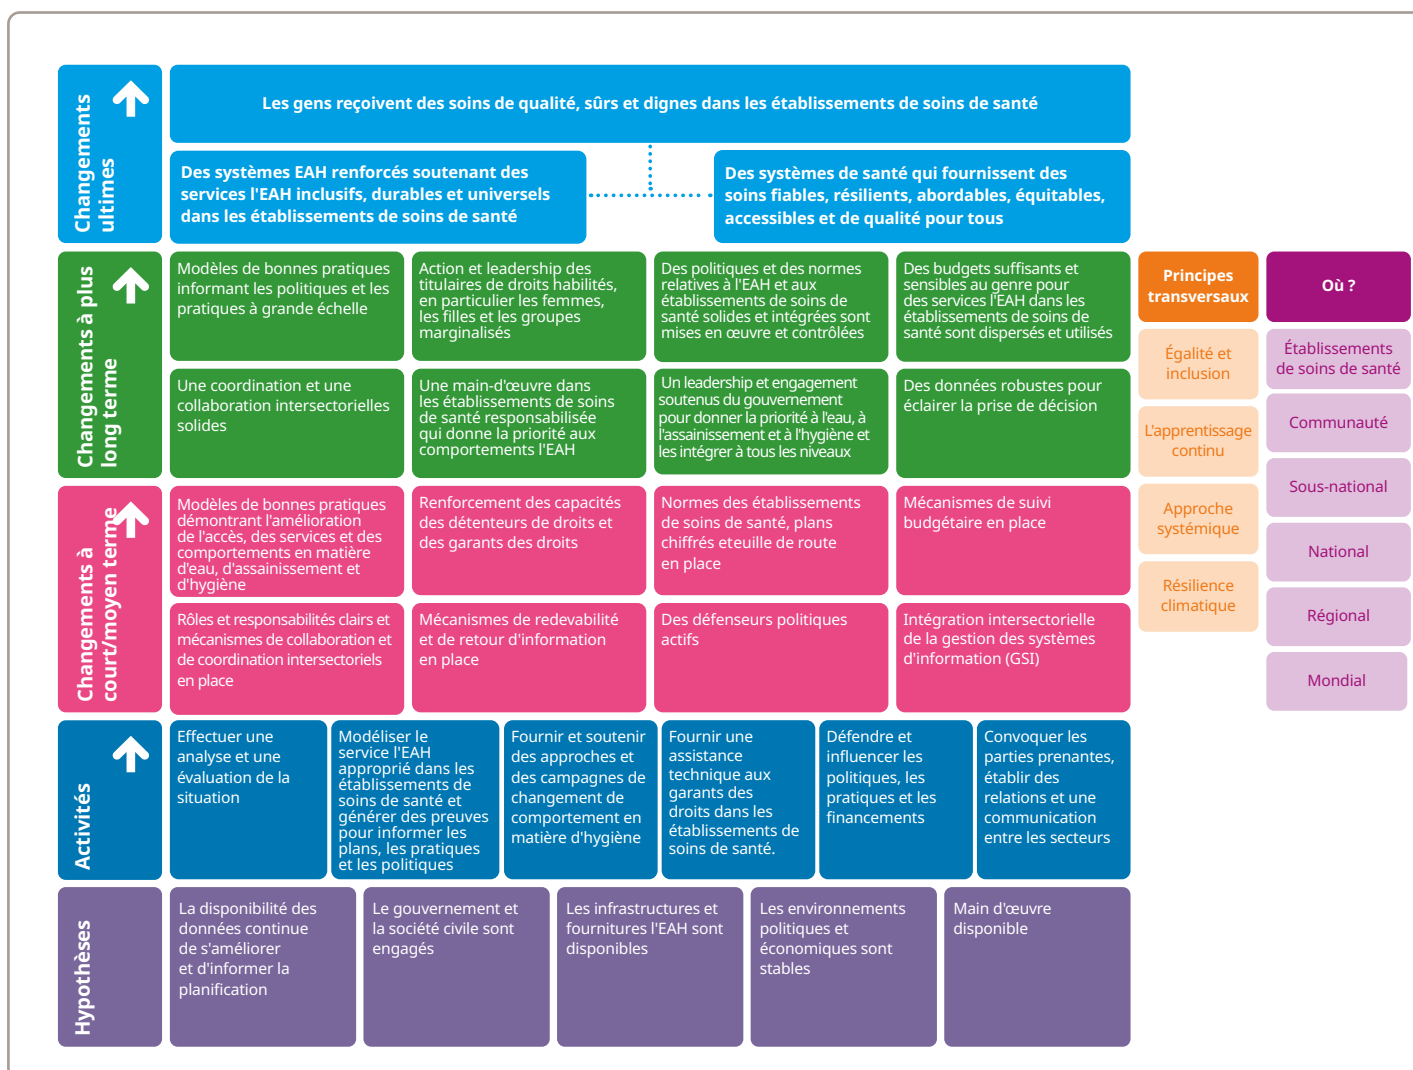 Changements
ultimes
Les gens reçoivent des soins de qualité, sûrs et dignes dans les établissements de soins de santé
Des systèmes EAH renforcés soutenant des
services l'EAH inclusifs, durables et universels
dans les établissements de soins de santé
Des systèmes de santé qui fournissent des
soins fiables, résilients, abordables, équitables,
accessibles et de qualité pour tous
Changements à plus
long terme
Modèles de bonnes pratiques
informant les politiques et les
pratiques à grande échelle
Action et leadership des
titulaires de droits habilités,
en particulier les femmes,
les filles et les groupes
marginalisés
Des politiques et des normes
relatives à l'EAH et aux
établissements de soins de
santé solides et intégrées sont
mises en œuvre et contrôlées
Des budgets suffisants et
sensibles au genre pour
des services l'EAH dans les
établissements de soins de
santé sont dispersés et utilisés
Une coordination et une
collaboration intersectorielles
solides
Une main-d'œuvre dans
les établissements de soins
de santé responsabilisée
qui donne la priorité aux
comportements l'EAH
Un leadership et engagement
soutenus du gouvernement
pour donner la priorité à l'eau, à
l'assainissement et à l'hygiène et
les intégrer à tous les niveaux
Des données robustes pour
éclairer la prise de décision
Changements à
court/moyen terme
Modèles de bonnes pratiques
démontrant l'amélioration
de l'accès, des services et des
comportements en matière
d'eau, d'assainissement et
d'hygiène
Renforcement des capacités
des détenteurs de droits et
des garants des droits
Normes des établissements
de soins de santé, plans
chiffrés eteuille de route
en place
Mécanismes de suivi
budgétaire en place
Rôles et responsabilités clairs et
mécanismes de collaboration et
de coordination intersectoriels
en place
Mécanismes de redevabilité
et de retour d'information
en place
Des défenseurs politiques
actifs
Intégration intersectorielle
de la gestion des systèmes
d'information (GSI)
Activités
Effectuer une
analyse et une
évaluation de la
situation
Modéliser le
service l'EAH
approprié dans les
établissements de
soins de santé et
générer des preuves
pour informer les
plans, les pratiques
et les politiques
Fournir et soutenir
des approches et
des campagnes de
changement de
comportement en
matière d'hygiène
Fournir une
assistance
technique aux
garants des
droits dans les
établissements de
soins de santé.
Défendre et
influencer les
politiques, les
pratiques et les
financements
Convoquer les
parties prenantes,
établir des
relations et une
communication
entre les secteurs
Hypothèses
La disponibilité des
données continue
de s'améliorer
et d'informer la
planification
Le gouvernement et
la société civile sont
engagés
Les infrastructures et
fournitures l'EAH sont
disponibles
Les environnements
politiques et
économiques sont
stables
Main d'œuvre
disponible
Principes
transversaux
Égalité et
inclusion
L'apprentissage
continu
Approche
systémique
Résilience
climatique
Où ?
Établissements
de soins de santé
Communauté
Sous-national
National
Régional
Mondial